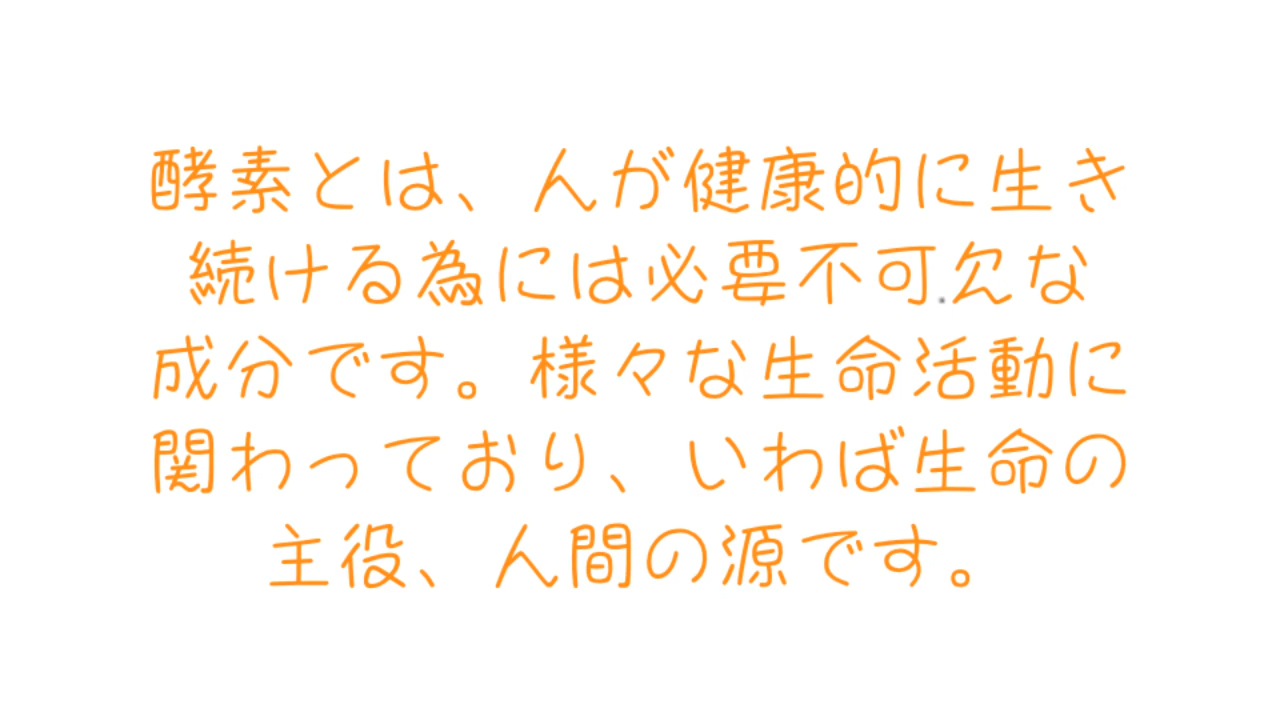 酵素とは、人が健康的に生き
続ける為には必要不可欠な
成分です。様々な生命活動に
関わっており、いわば生命の
主役、人間の源です。